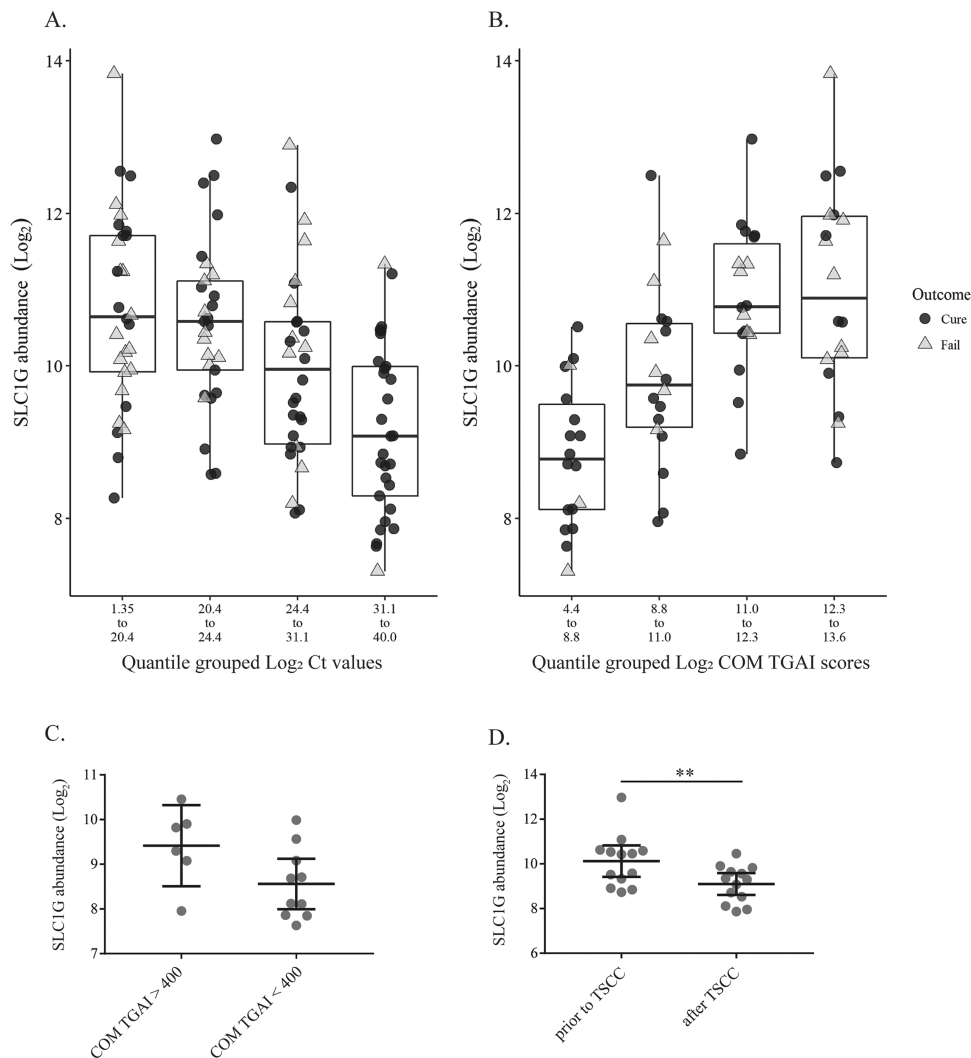 A.
SLC1G abundance (Log₂)
14
12
10
8
1.35 to 20.4
20.4 to 24.4
24.4 to 31.1
31.1 to 40.0
Quantile grouped Log₂ Ct values
B.
SLC1G abundance (Log₂)
14
12
10
8
4.4 to 8.8
8.8 to 11.0
11.0 to 12.3
12.3 to 13.6
Quantile grouped Log₂ COM TGAI scores
Outcome
Cure
Fail
C.
SLC1G abundance (Log₂)
11
10
9
8
7
COM TGAI > 400
COM TGAI < 400
D.
SLC1G abundance (Log₂)
14
12
10
8
6
**
prior to TSCC
after TSCC